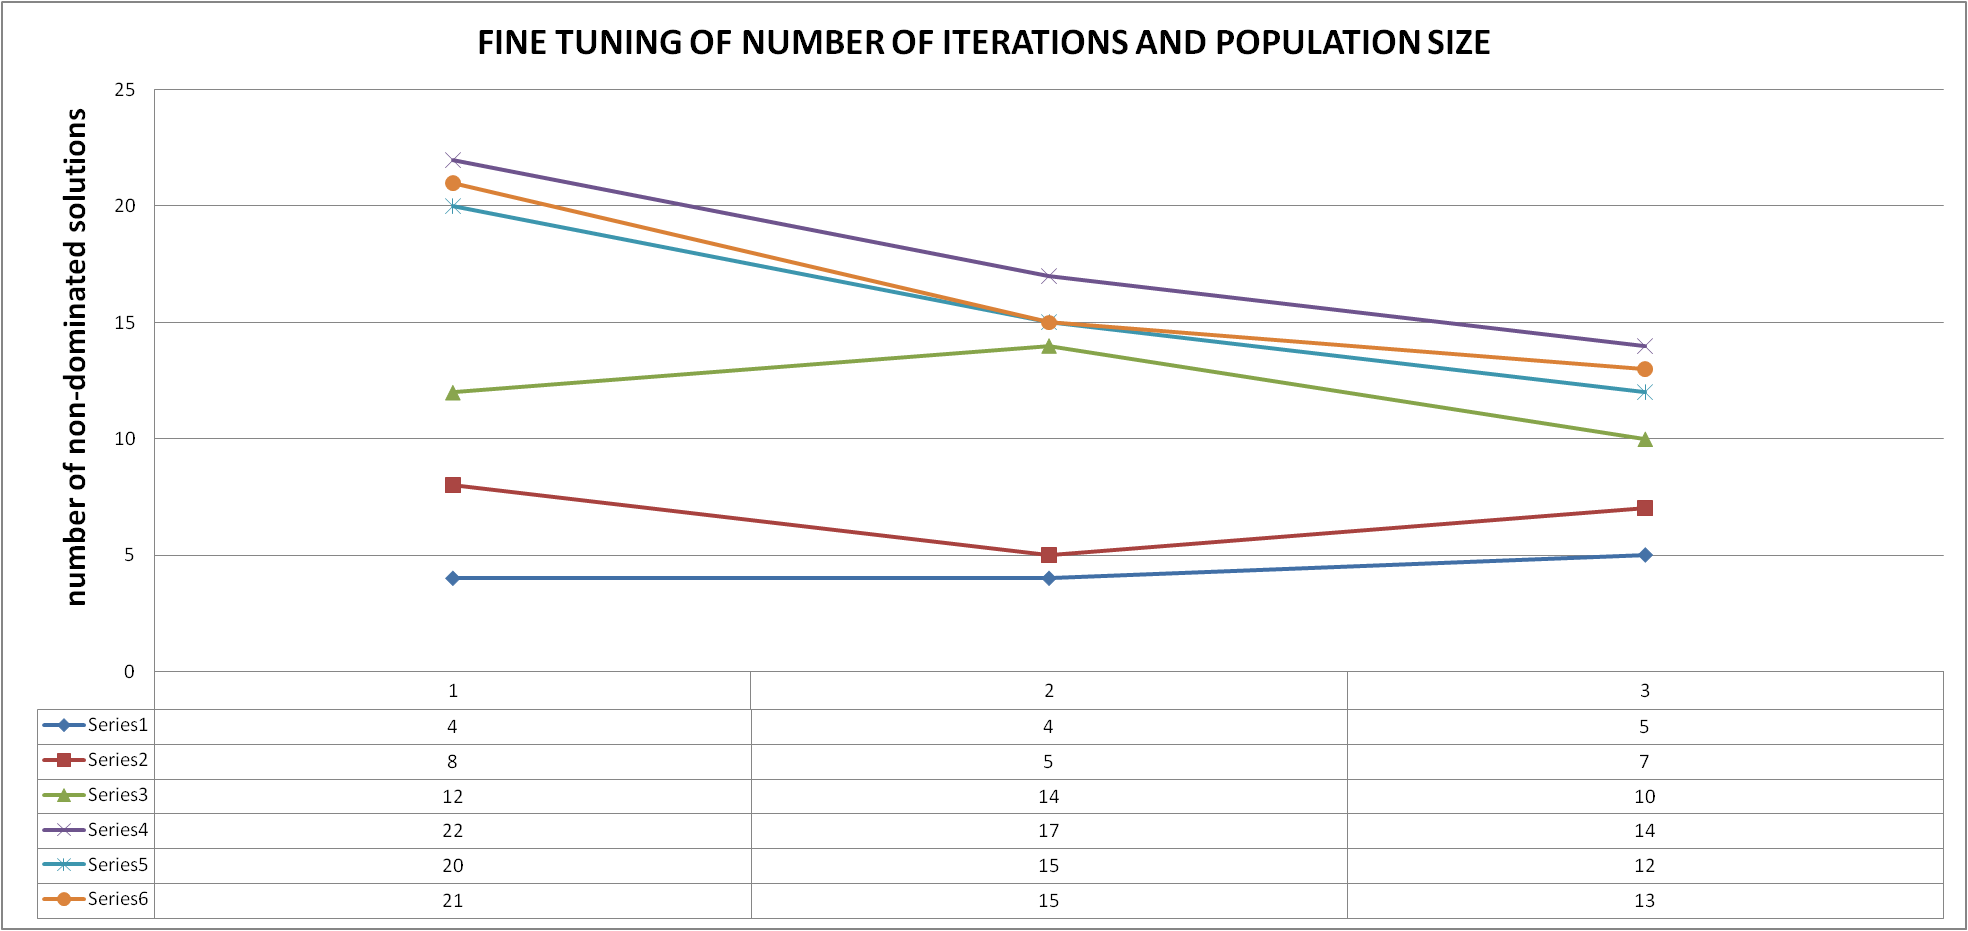 FINE TUNING OF NUMBER OF ITERATIONS AND POPULATION SIZE
number of non-dominated solutions
25
20
15
10
5
0
1 2 3
Series1 4 4 5
Series2 8 5 7
Series3 12 14 10
Series4 22 17 14
Series5 20 15 12
Series6 21 15 13